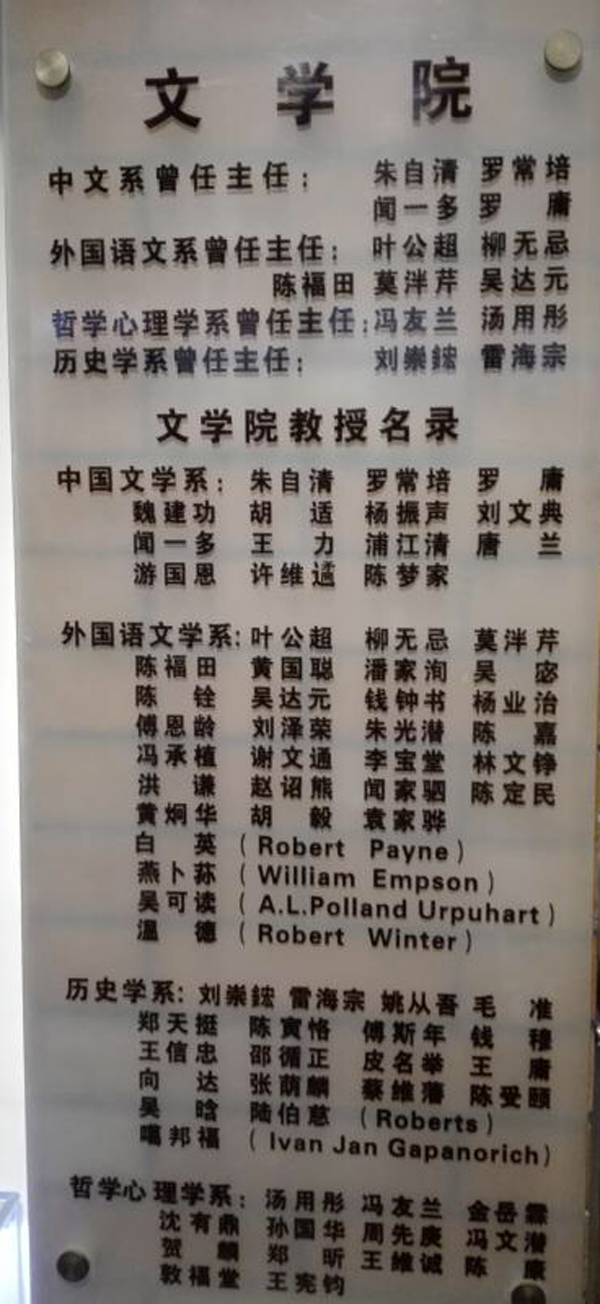 文学院
中文系曾任主任： 朱自清 罗常培
闻一多 罗庸
外国语文系曾任主任： 叶公超 柳无忌
陈福田 莫泮芹 吴达元
哲学心理学系曾任主任：冯友兰 汤用彤
历史学系曾任主任： 刘崇鋐 雷海宗
文学院教授名录
中国文学系： 朱自清 罗常培 罗庸
魏建功 胡适 杨振声 刘文典
闻一多 王力 浦江清 唐兰
游国恩 许维遹 陈梦家
外国语文学系：叶公超 柳无忌 莫泮芹
陈福田 黄国聪 潘家洵 吴宓
陈铨 吴达元 钱钟书 杨业治
傅恩龄 刘泽荣 朱光潜 陈嘉
冯承植 谢文通 李宝堂 林文铮
洪谦 赵诏熊 闻家驷 陈定民
黄炯华 胡毅 袁家骅
白英 (Robert Payne)
燕卜荪 (William Empson)
吴可读 (A.L.Polland Urpuhart)
温德 (Robert Winter)
历史学系：刘崇鋐 雷海宗 姚从吾 毛准
郑天挺 陈寅恪 傅斯年 钱穆
王信忠 邵循正 皮名举 王庸
向达 张荫麟 蔡维藩 陈受颐
吴晗 陆伯慈 (Roberts)
噶邦福 (Ivan Jan Gapanorich)
哲学心理学系： 汤用彤 冯友兰 金岳霖
沈有鼎 孙国华 周先庚 冯文潜
贺麟 郑昕 王维诚 陈康
敦福堂 王宪钧